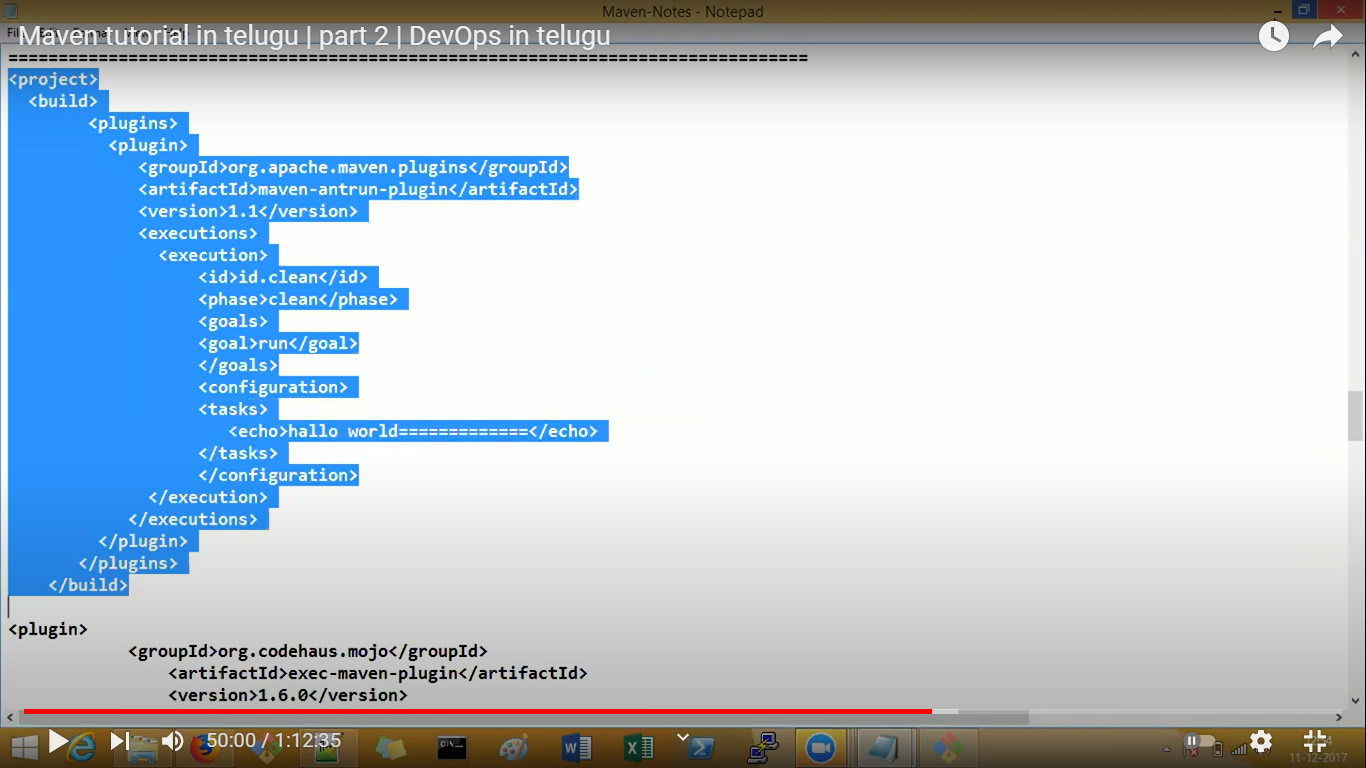 Maven-Notes - Notepad
Maven tutorial in telugu | part 2 | DevOps in telugu
================================================================================
<project>
<build>
<plugins>
<plugin>
<groupId>org.apache.maven.plugins</groupId>
<artifactId>maven-antrun-plugin</artifactId>
<version>1.1</version>
<executions>
<execution>
<id>id.clean</id>
<phase>clean</phase>
<goals>
<goal>run</goal>
</goals>
<configuration>
<tasks>
<echo>hallo world=============</echo>
</tasks>
</configuration>
</execution>
</executions>
</plugin>
</plugins>
</build>
<plugin>
<groupId>org.codehaus.mojo</groupId>
<artifactId>exec-maven-plugin</artifactId>
<version>1.6.0</version>
50:00 / 1:12:35
11-12-2017